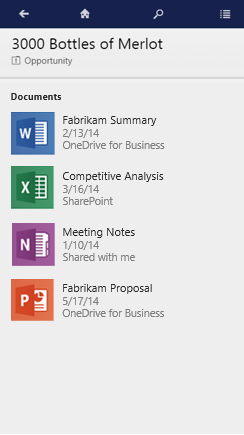 3000 Bottles of Merlot
Opportunity
Documents
Fabrikam Summary
2/13/14
OneDrive for Business
Competitive Analysis
3/16/14
SharePoint
Meeting Notes
1/10/14
Shared with me
Fabrikam Proposal
5/17/14
OneDrive for Business